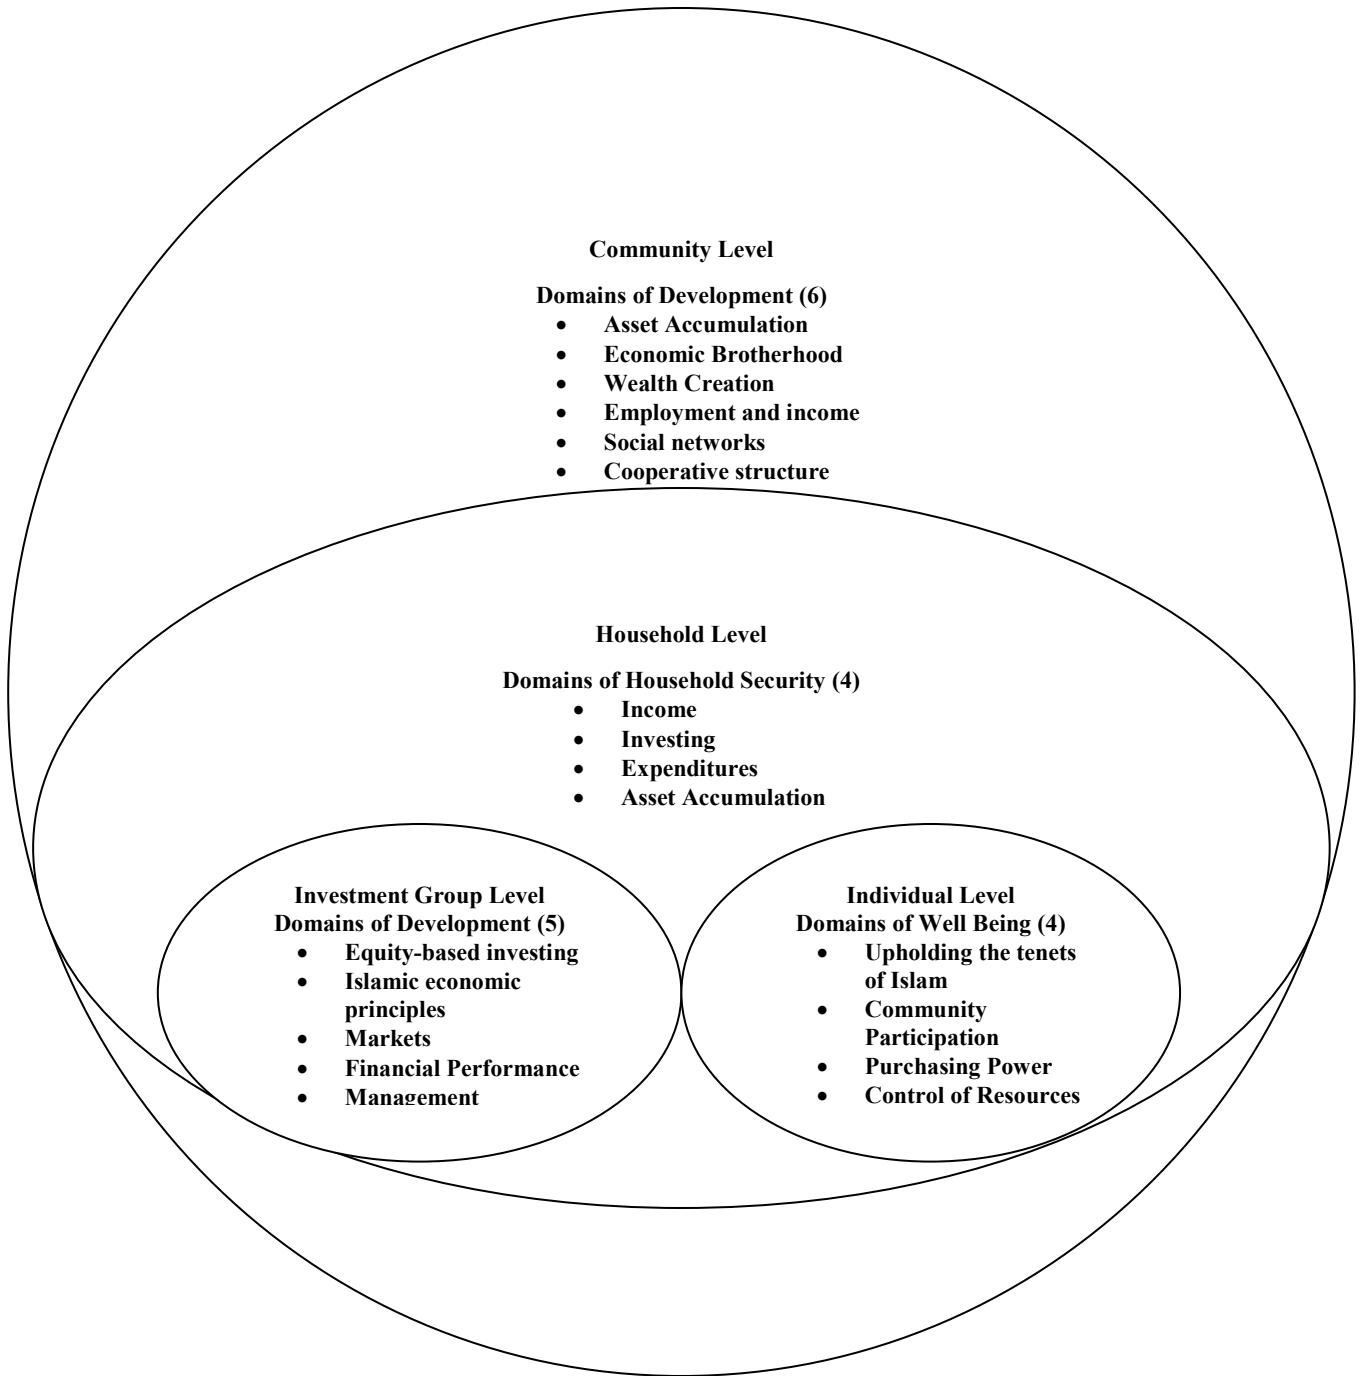 Community Level
Domains of Development (6)
• Asset Accumulation
• Economic Brotherhood
• Wealth Creation
• Employment and income
• Social networks
• Cooperative structure
Household Level
Domains of Household Security (4)
• Income
• Investing
• Expenditures
• Asset Accumulation
Investment Group Level
Domains of Development (5)
• Equity-based investing
• Islamic economic
principles
• Markets
• Financial Performance
• Management
Individual Level
Domains of Well Being (4)
• Upholding the tenets
of Islam
• Community
Participation
• Purchasing Power
• Control of Resources